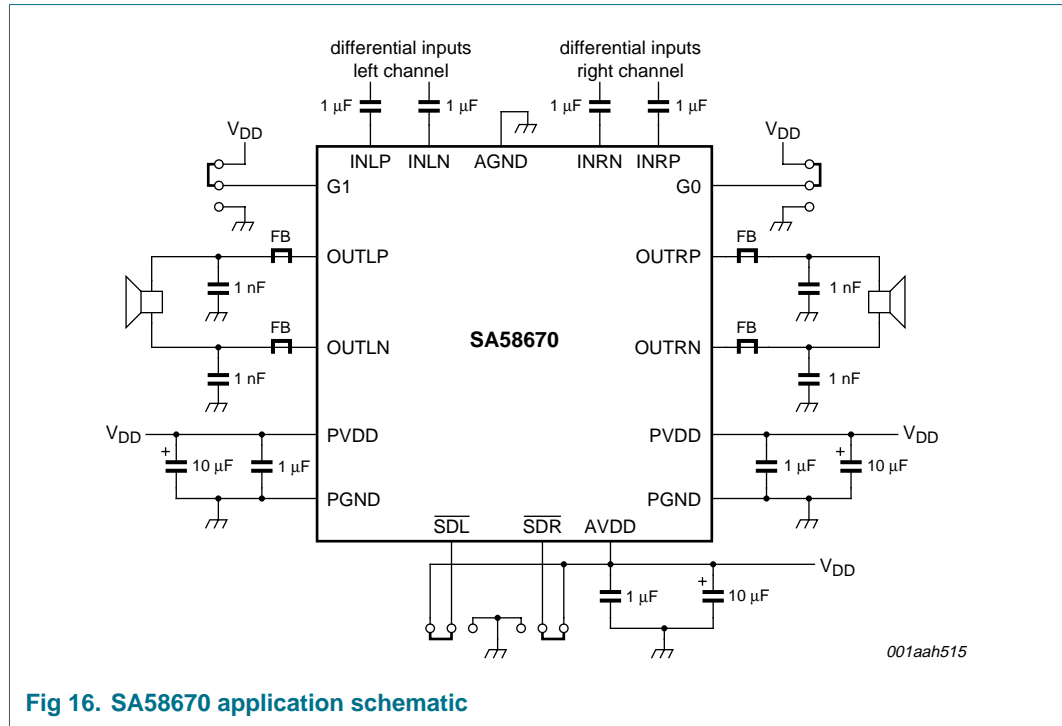 differential inputs
left channel
differential inputs
right channel
1 μF
1 μF
1 μF
1 μF
VDD
VDD
INLP
INLN
AGND
INRN
INRP
G1
G0
FB
OUTLP
OUTRP
FB
1 nF
1 nF
FB
OUTLN
SA58670
OUTRN
FB
1 nF
1 nF
VDD
PVDD
PVDD
VDD
+
10 μF
1 μF
1 μF
+
10 μF
PGND
PGND
SDL
SDR
AVDD
VDD
1 μF
+
10 μF
001aah515
Fig 16. SA58670 application schematic